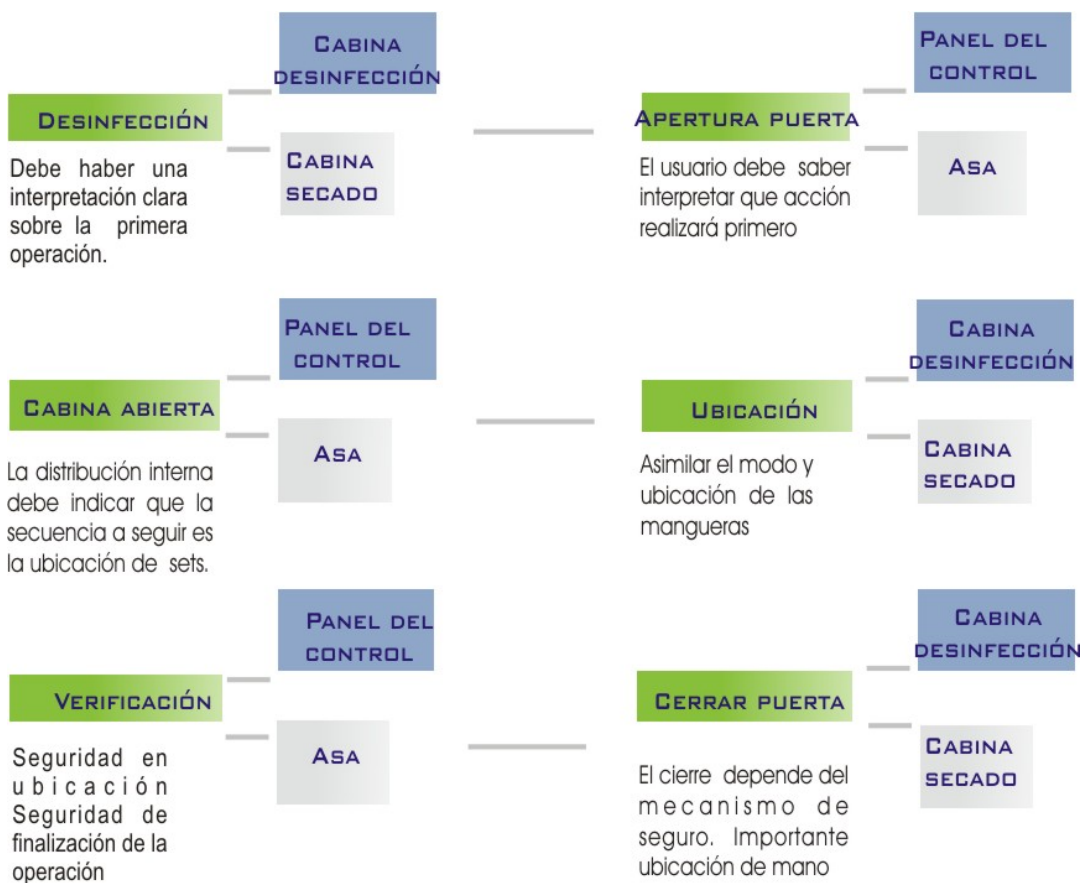 CABINA
DESINFECCIÓN
DESINFECCIÓN
CABINA
SECADO
Debe haber una
interpretación clara
sobre la primera
operación.
PANEL DEL
CONTROL
APERTURA PUERTA
ASA
El usuario debe saber
interpretar que acción
realizará primero
PANEL DEL
CONTROL
CABINA ABIERTA
ASA
La distribución interna
debe indicar que la
secuencia a seguir es
la ubicación de sets.
CABINA
DESINFECCIÓN
UBICACIÓN
CABINA
SECADO
Asimilar el modo y
ubicación de las
mangueras
PANEL DEL
CONTROL
VERIFICACIÓN
ASA
Seguridad en
ubicación
Seguridad de
finalización de la
operación
CABINA
DESINFECCIÓN
CERRAR PUERTA
CABINA
SECADO
El cierre depende del
mecanismo de
seguro. Importante
ubicación de mano